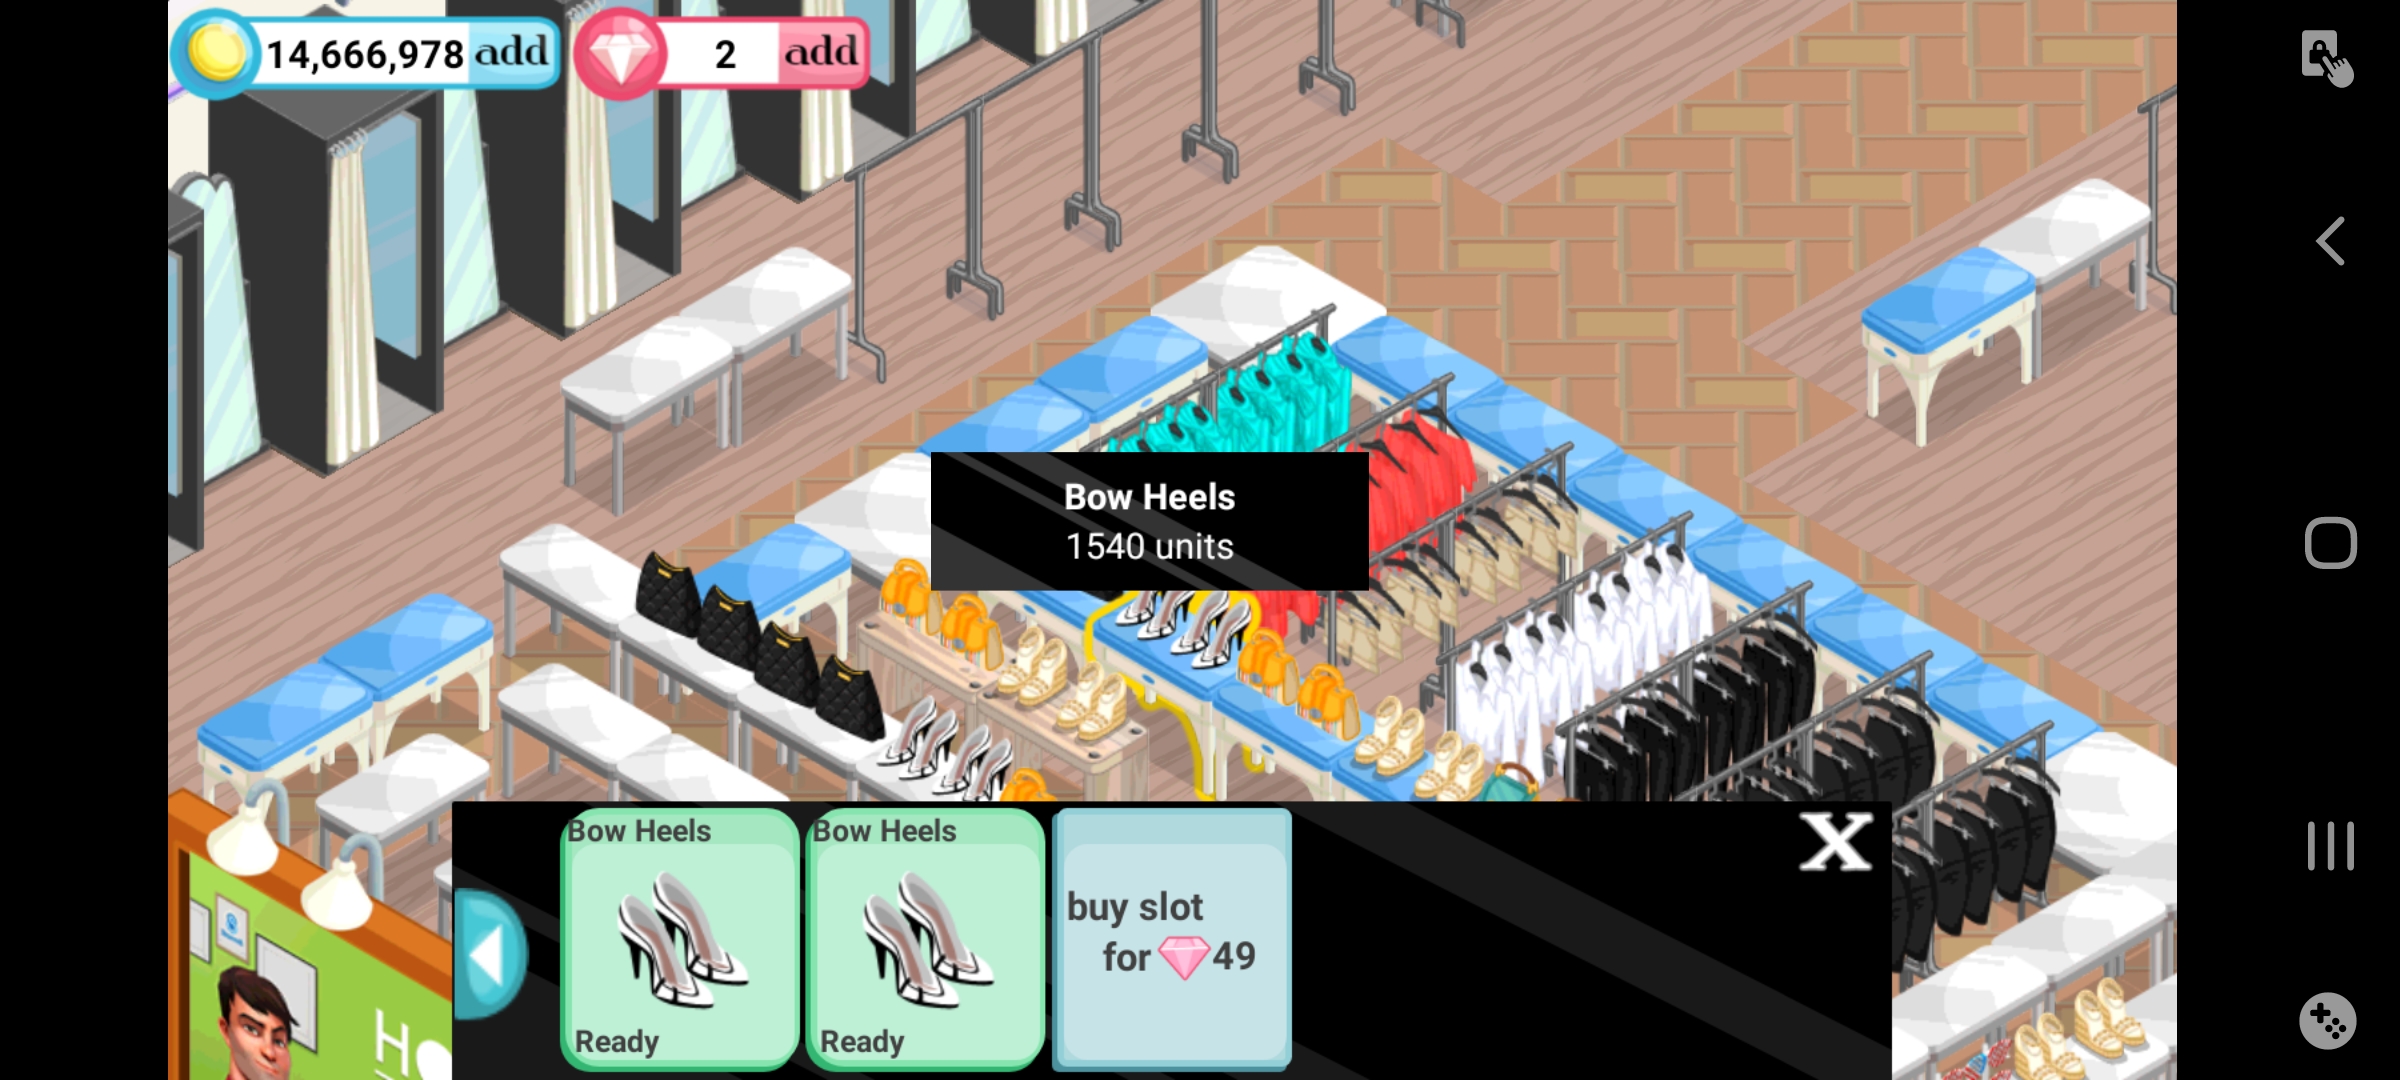 14,666,978 add
2 add
Bow Heels
1540 units
Bow Heels
Ready
Bow Heels
Ready
buy slot
for 49
X